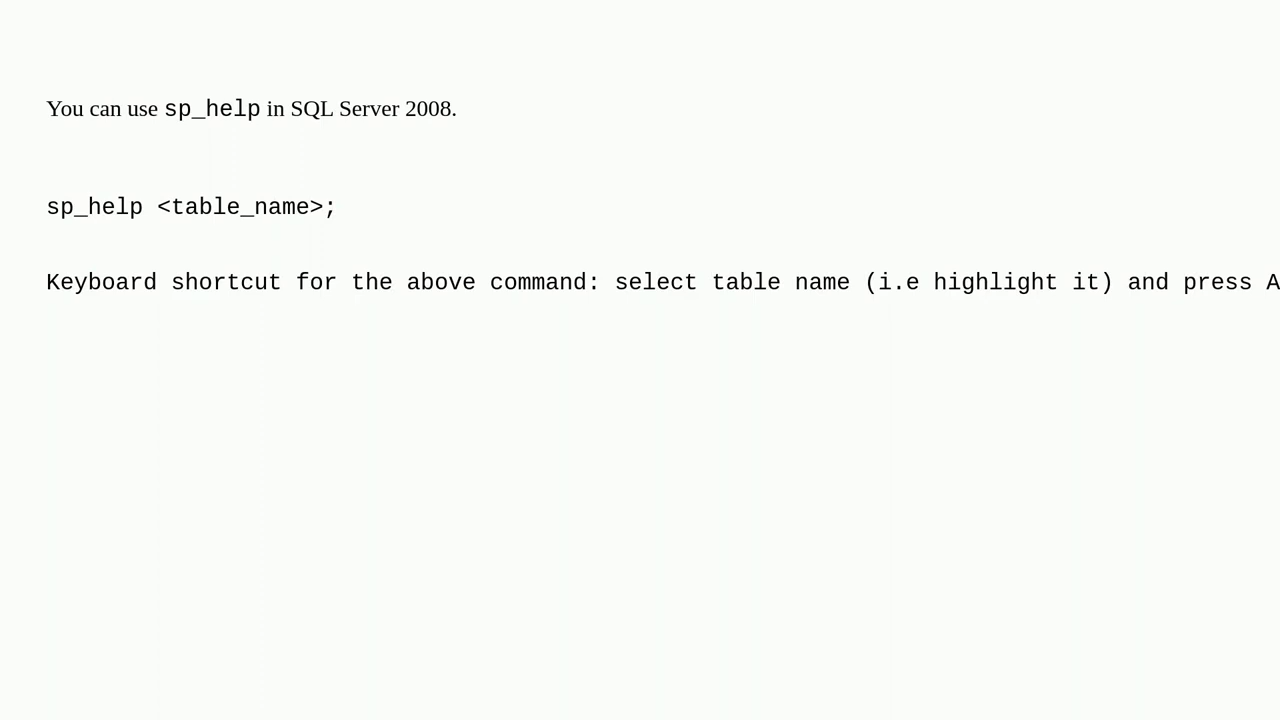 You can use sp_help in SQL Server 2008.
sp_help <table_name>;
Keyboard shortcut for the above command: select table name (i.e highlight it) and press A